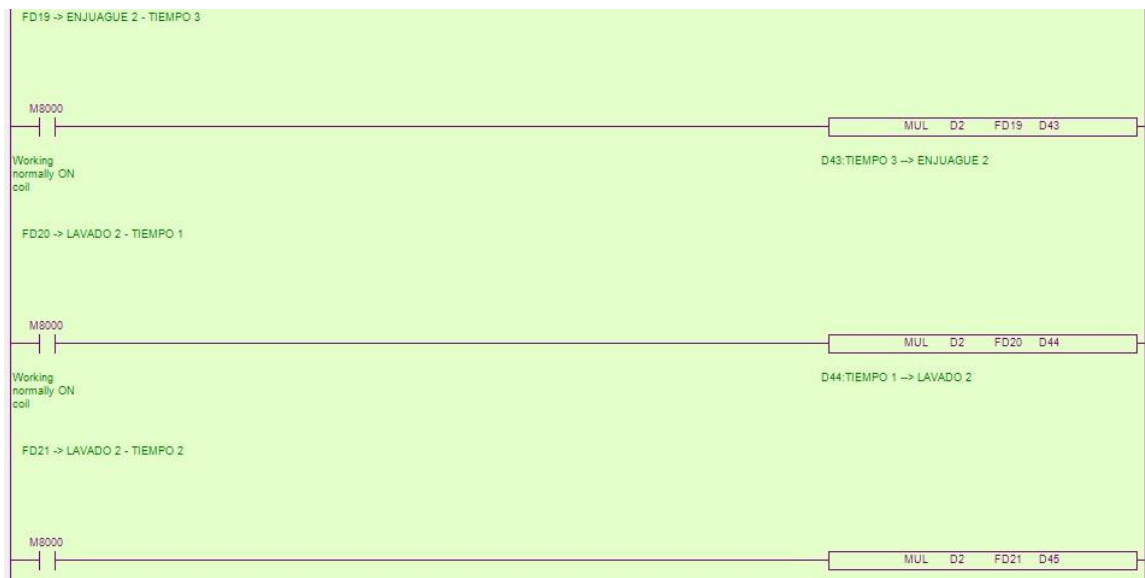 FD19 -> ENJUAGUE 2 - TIEMPO 3
M8000
MUL D2 FD19 D43
Working
normally ON
coil
D43:TIEMPO 3 --> ENJUAGUE 2
FD20 -> LAVADO 2 - TIEMPO 1
M8000
MUL D2 FD20 D44
Working
normally ON
coil
D44:TIEMPO 1 --> LAVADO 2
FD21 -> LAVADO 2 - TIEMPO 2
M8000
MUL D2 FD21 D45